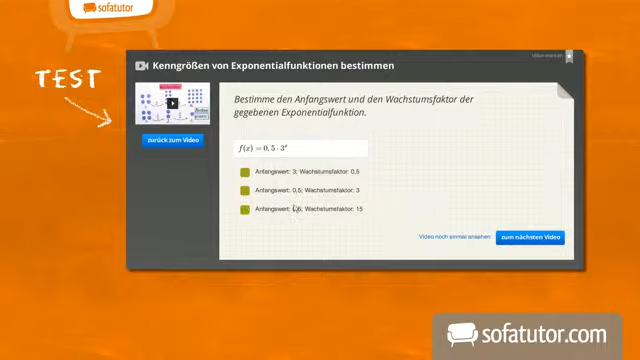 sofatutor
TEST
Kenngrößen von Exponentialfunktionen bestimmen
zurück zum Video
Bestimme den Anfangswert und den Wachstumsfaktor der
gegebenen Exponentialfunktion.
f(x) = 0, 5 · 3ˣ
Anfangswert: 3; Wachstumsfaktor: 0,5
Anfangswert: 0,5; Wachstumsfaktor: 3
Anfangswert: Wachstumsfaktor: 15
Video noch einmal ansehen
zum nächsten Video
sofatutor.com